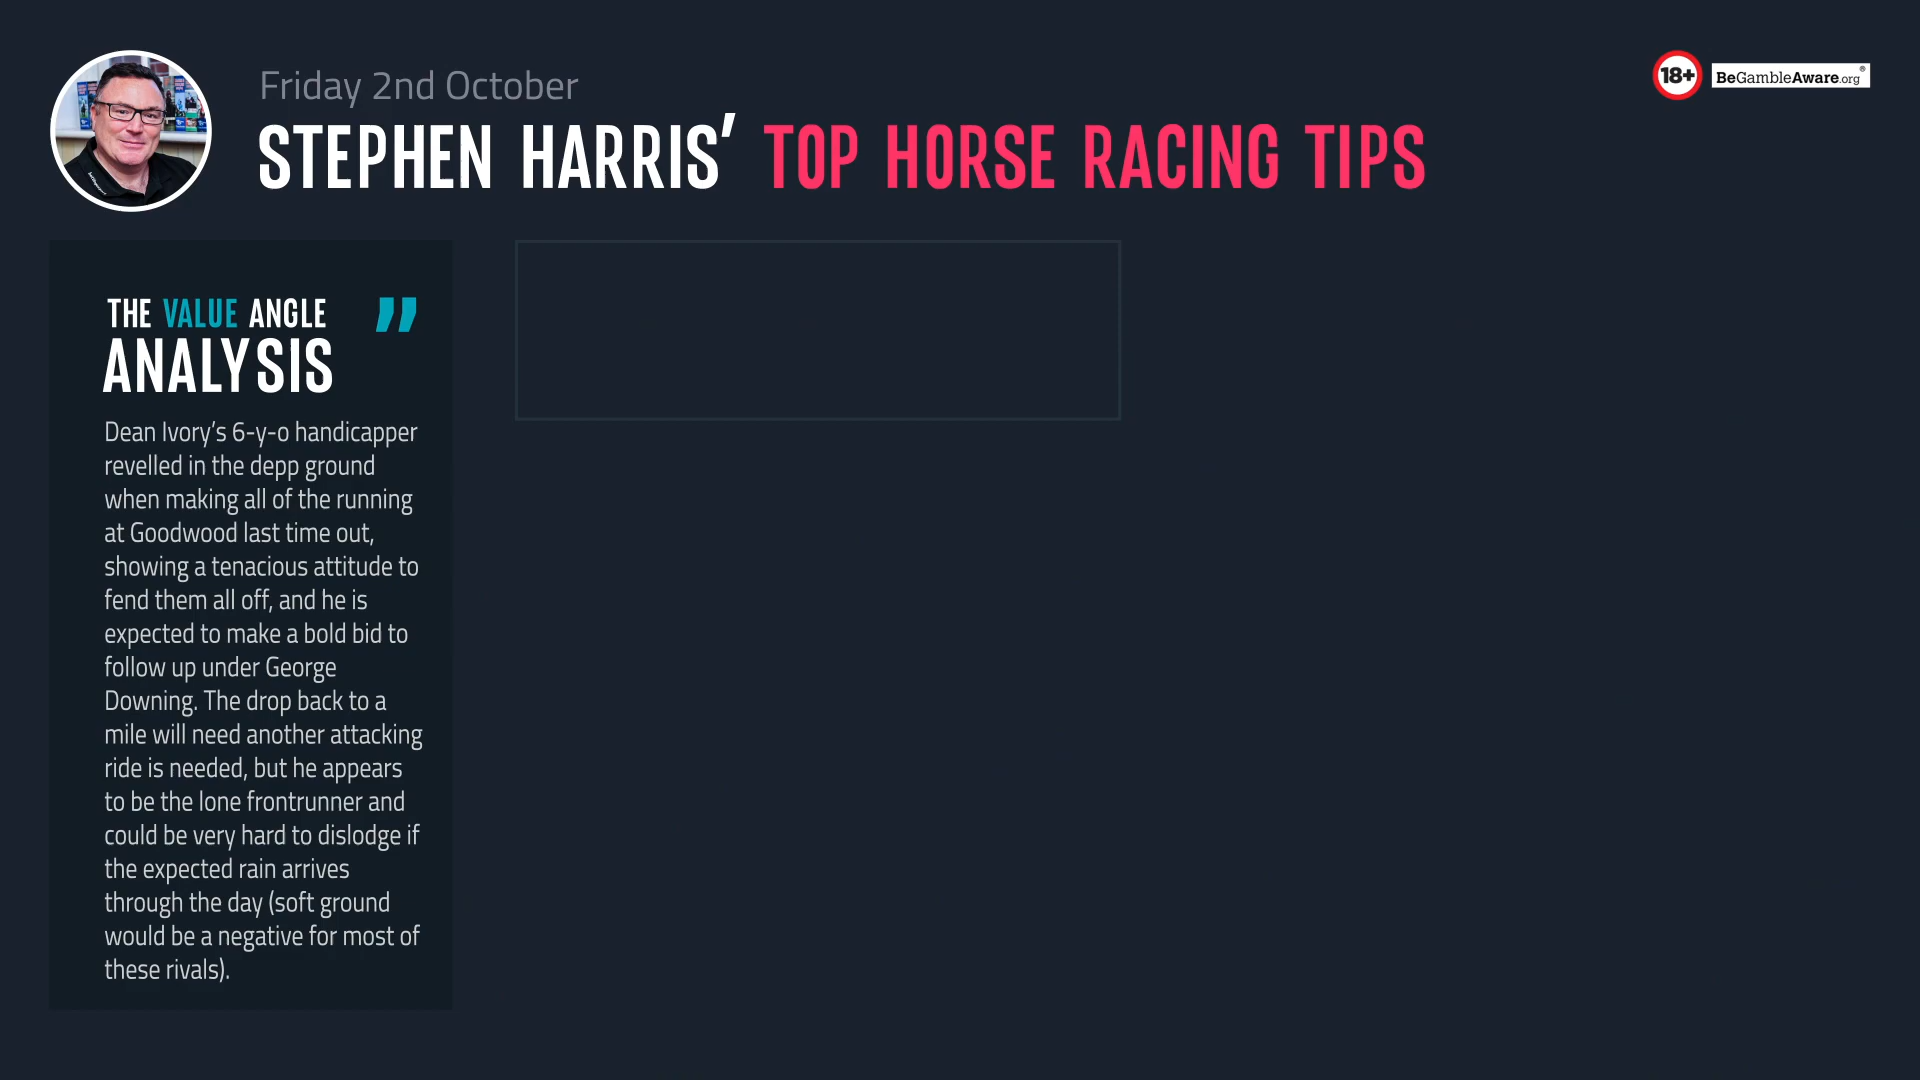 Friday 2nd October
STEPHEN HARRIS’ TOP HORSE RACING TIPS
18+
BeGambleAware.org®
THE VALUE ANGLE
ANALYSIS
”
Dean Ivory’s 6-y-o handicapper
revelled in the depp ground
when making all of the running
at Goodwood last time out,
showing a tenacious attitude to
fend them all off, and he is
expected to make a bold bid to
follow up under George
Downing. The drop back to a
mile will need another attacking
ride is needed, but he appears
to be the lone frontrunner and
could be very hard to dislodge if
the expected rain arrives
through the day (soft ground
would be a negative for most of
these rivals).